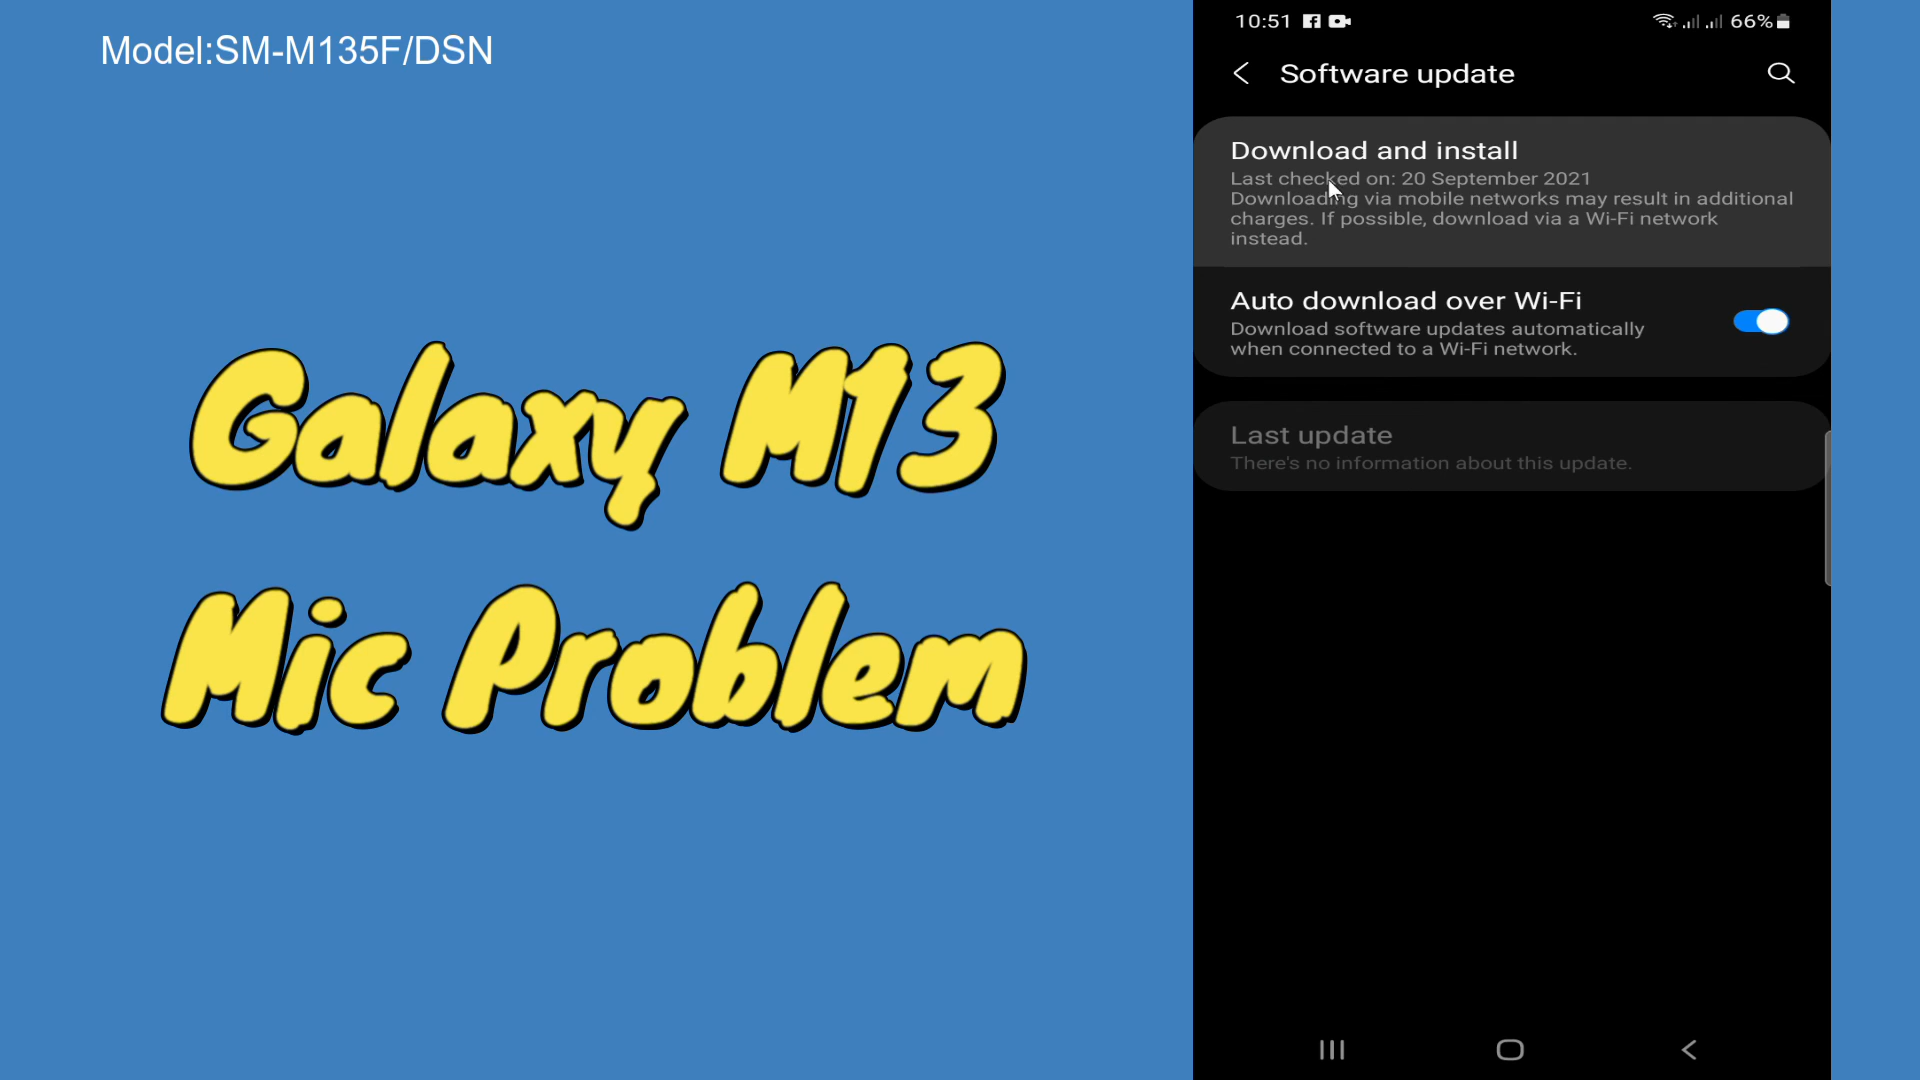 Model:SM-M135F/DSN
Galaxy M13
Mic Problem
10:51
66%
Software update
Download and install
Last checked on: 20 September 2021
Downloading via mobile networks may result in additional
charges. If possible, download via a Wi-Fi network
instead.
Auto download over Wi-Fi
Download software updates automatically
when connected to a Wi-Fi network.
Last update
There's no information about this update.